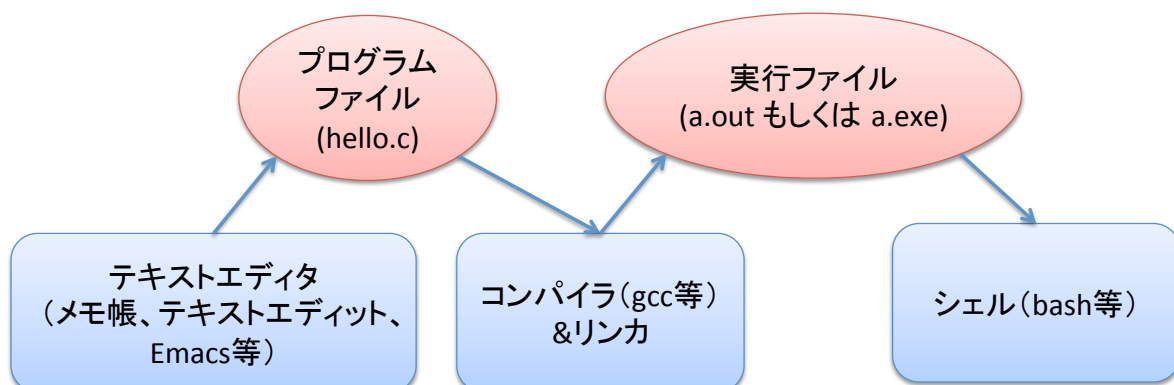 プログラム
ファイル
(hello.c)
実行ファイル
(a.out もしくは a.exe)
テキストエディタ
（メモ帳、テキストエディット、
Emacs等）
コンパイラ（gcc等）
&リンカ
シェル（bash等）